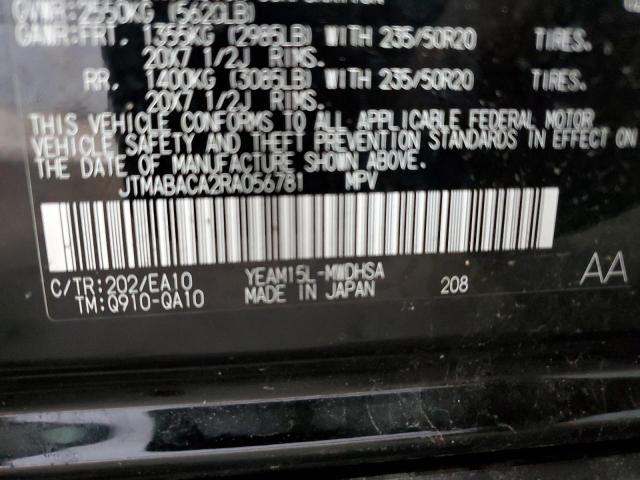 GVWR:2550KG (5620LB)
GAWR:FRT. 1355KG (2985LB) WITH 235/50R20 TIRES.
20X7 1/2J RIMS.
RR. 1400KG (3085LB) WITH 235/50R20 TIRES.
20X7 1/2J RIMS.
THIS VEHICLE CONFORMS TO ALL APPLICABLE FEDERAL MOTOR
VEHICLE SAFETY AND THEFT PREVENTION STANDARDS IN EFFECT ON
THE DATE OF MANUFACTURE SHOWN ABOVE.
JTMABACA2RA056781 MPV
C/TR:202/EA10 YEAM15L-MWDHSA 208 AA
TM:Q910-QA10 MADE IN JAPAN